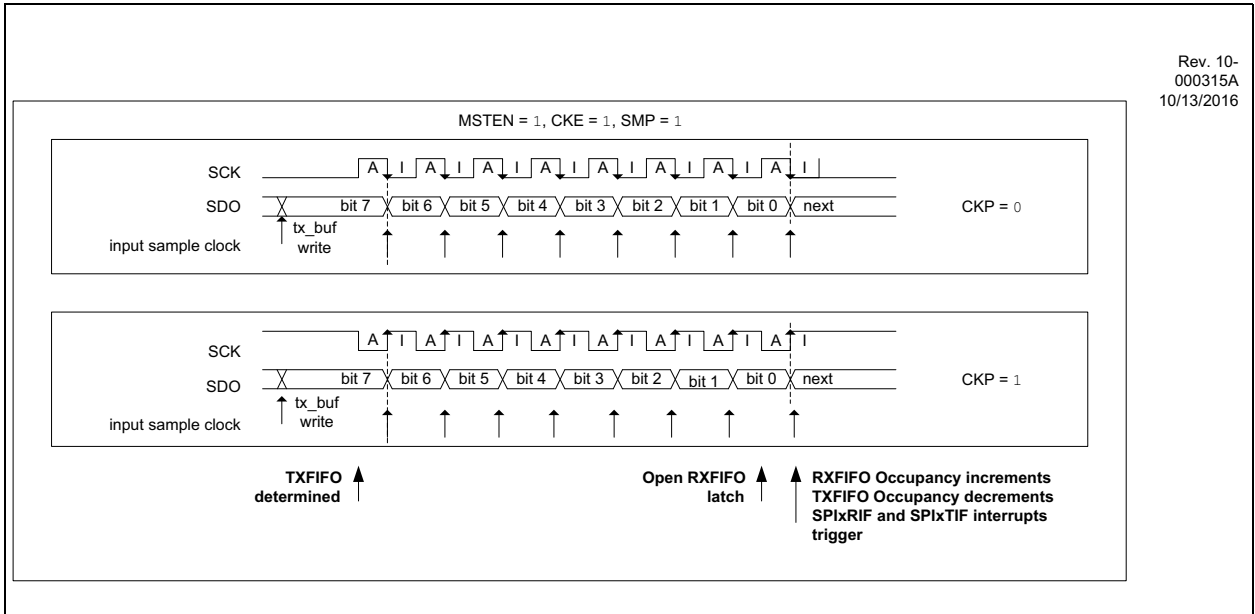 Rev. 10-
000315A
10/13/2016
MSTEN = 1, CKE = 1, SMP = 1
SCK A I A I A I A I A I A I A I A I
SDO bit 7 bit 6 bit 5 bit 4 bit 3 bit 2 bit 1 bit 0 next CKP = 0
tx_buf
write
input sample clock
SCK A I A I A I A I A I A I A I A I
SDO bit 7 bit 6 bit 5 bit 4 bit 3 bit 2 bit 1 bit 0 next CKP = 1
tx_buf
write
input sample clock
TXFIFO
determined
Open RXFIFO
latch
RXFIFO Occupancy increments
TXFIFO Occupancy decrements
SPIxRIF and SPIxTIF interrupts
trigger